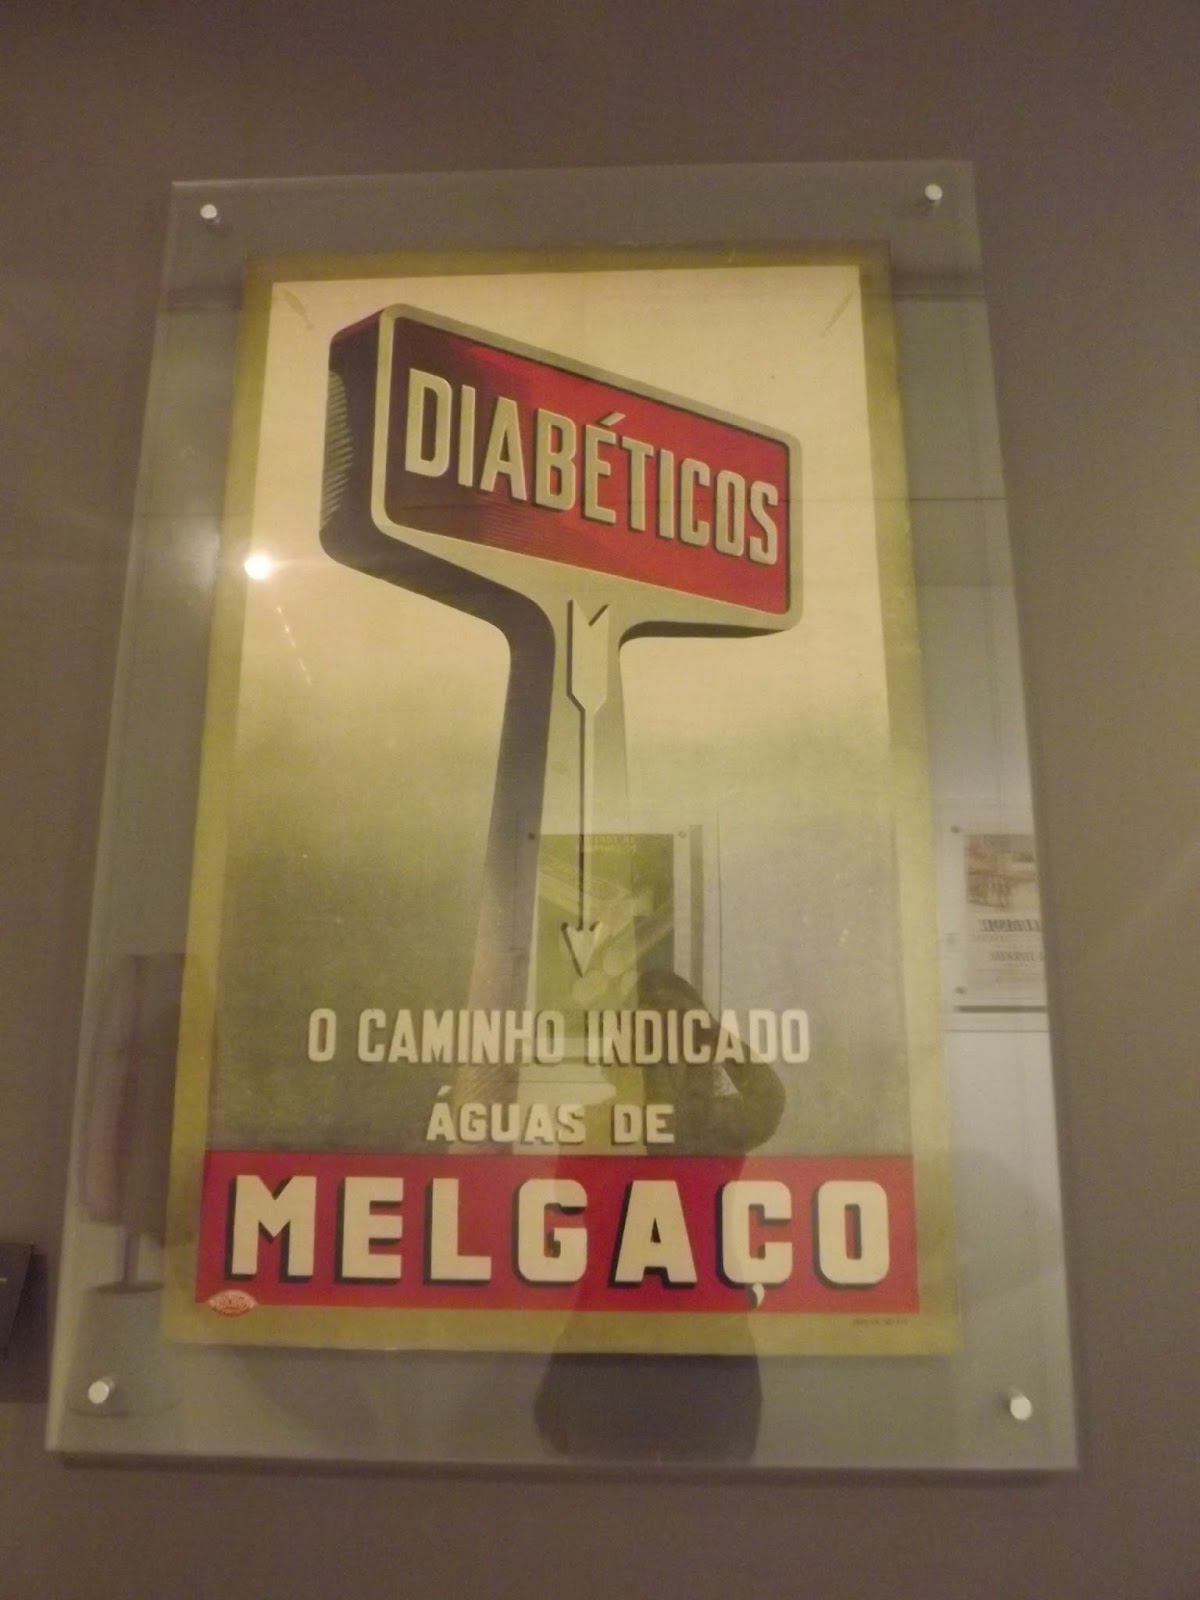 DIABÉTICOS
O CAMINHO INDICADO
ÁGUAS DE
MELGAÇO